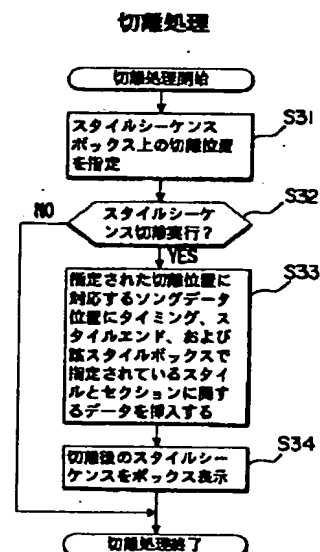 切離処理
切離処理開始
S31
スタイルシーケンス
ボックス上の切離位置
を指定
S32
NO
スタイルシーケ
ンス切離実行？
YES
S33
指定された切離位置に
対応するソングデータ
位置にタイミング、ス
タイルエンド、および
該スタイルボックスで
指定されているスタイ
ルとセクションに関す
るデータを挿入する
S34
切離後のスタイルシー
ケンスをボックス表示
切離処理終了